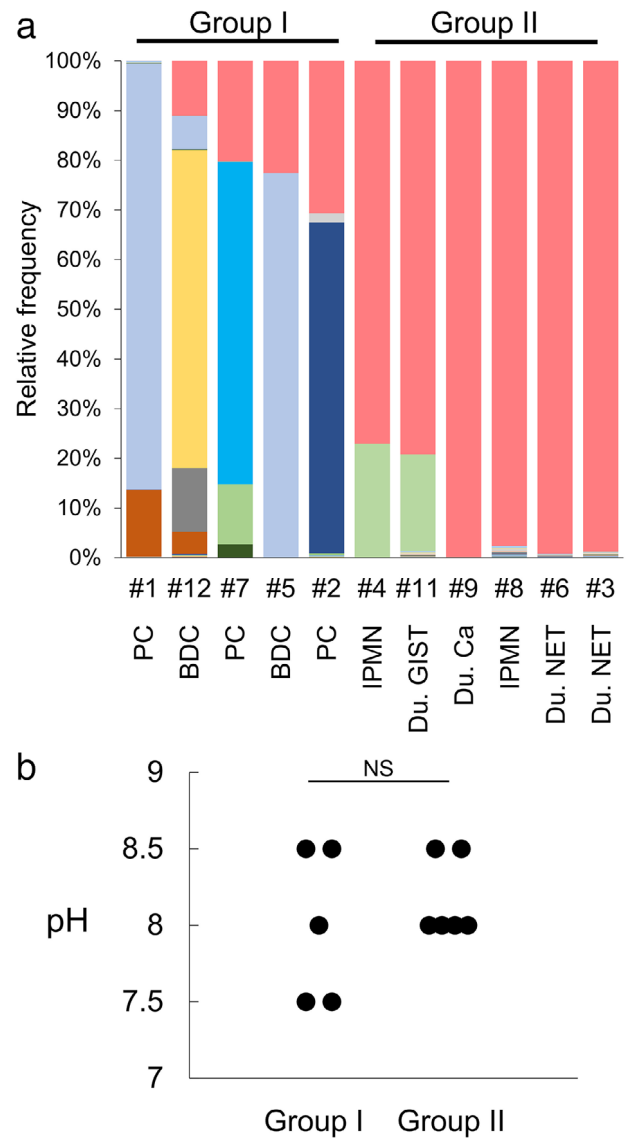 a
Group I Group II
100%
90%
80%
70%
60%
50%
40%
30%
20%
10%
0%
Relative frequency
#1 #12 #7 #5 #2 #4 #11 #9 #8 #6 #3
PC BDC PC BDC PC IPMN Du. GIST Du. Ca IPMN Du. NET Du. NET
b
NS
9
8.5
8
7.5
7
pH
Group I Group II